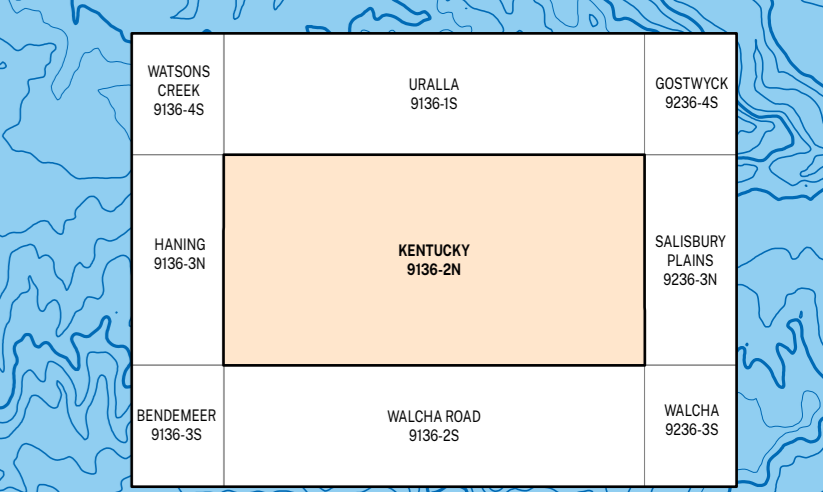 WATSONS
CREEK
9136-4S
URALLA
9136-1S
GOSTWYCK
9236-4S
HANING
9136-3N
KENTUCKY
9136-2N
SALISBURY
PLAINS
9236-3N
BENDEMEER
9136-3S
WALCHA ROAD
9136-2S
WALCHA
9236-3S